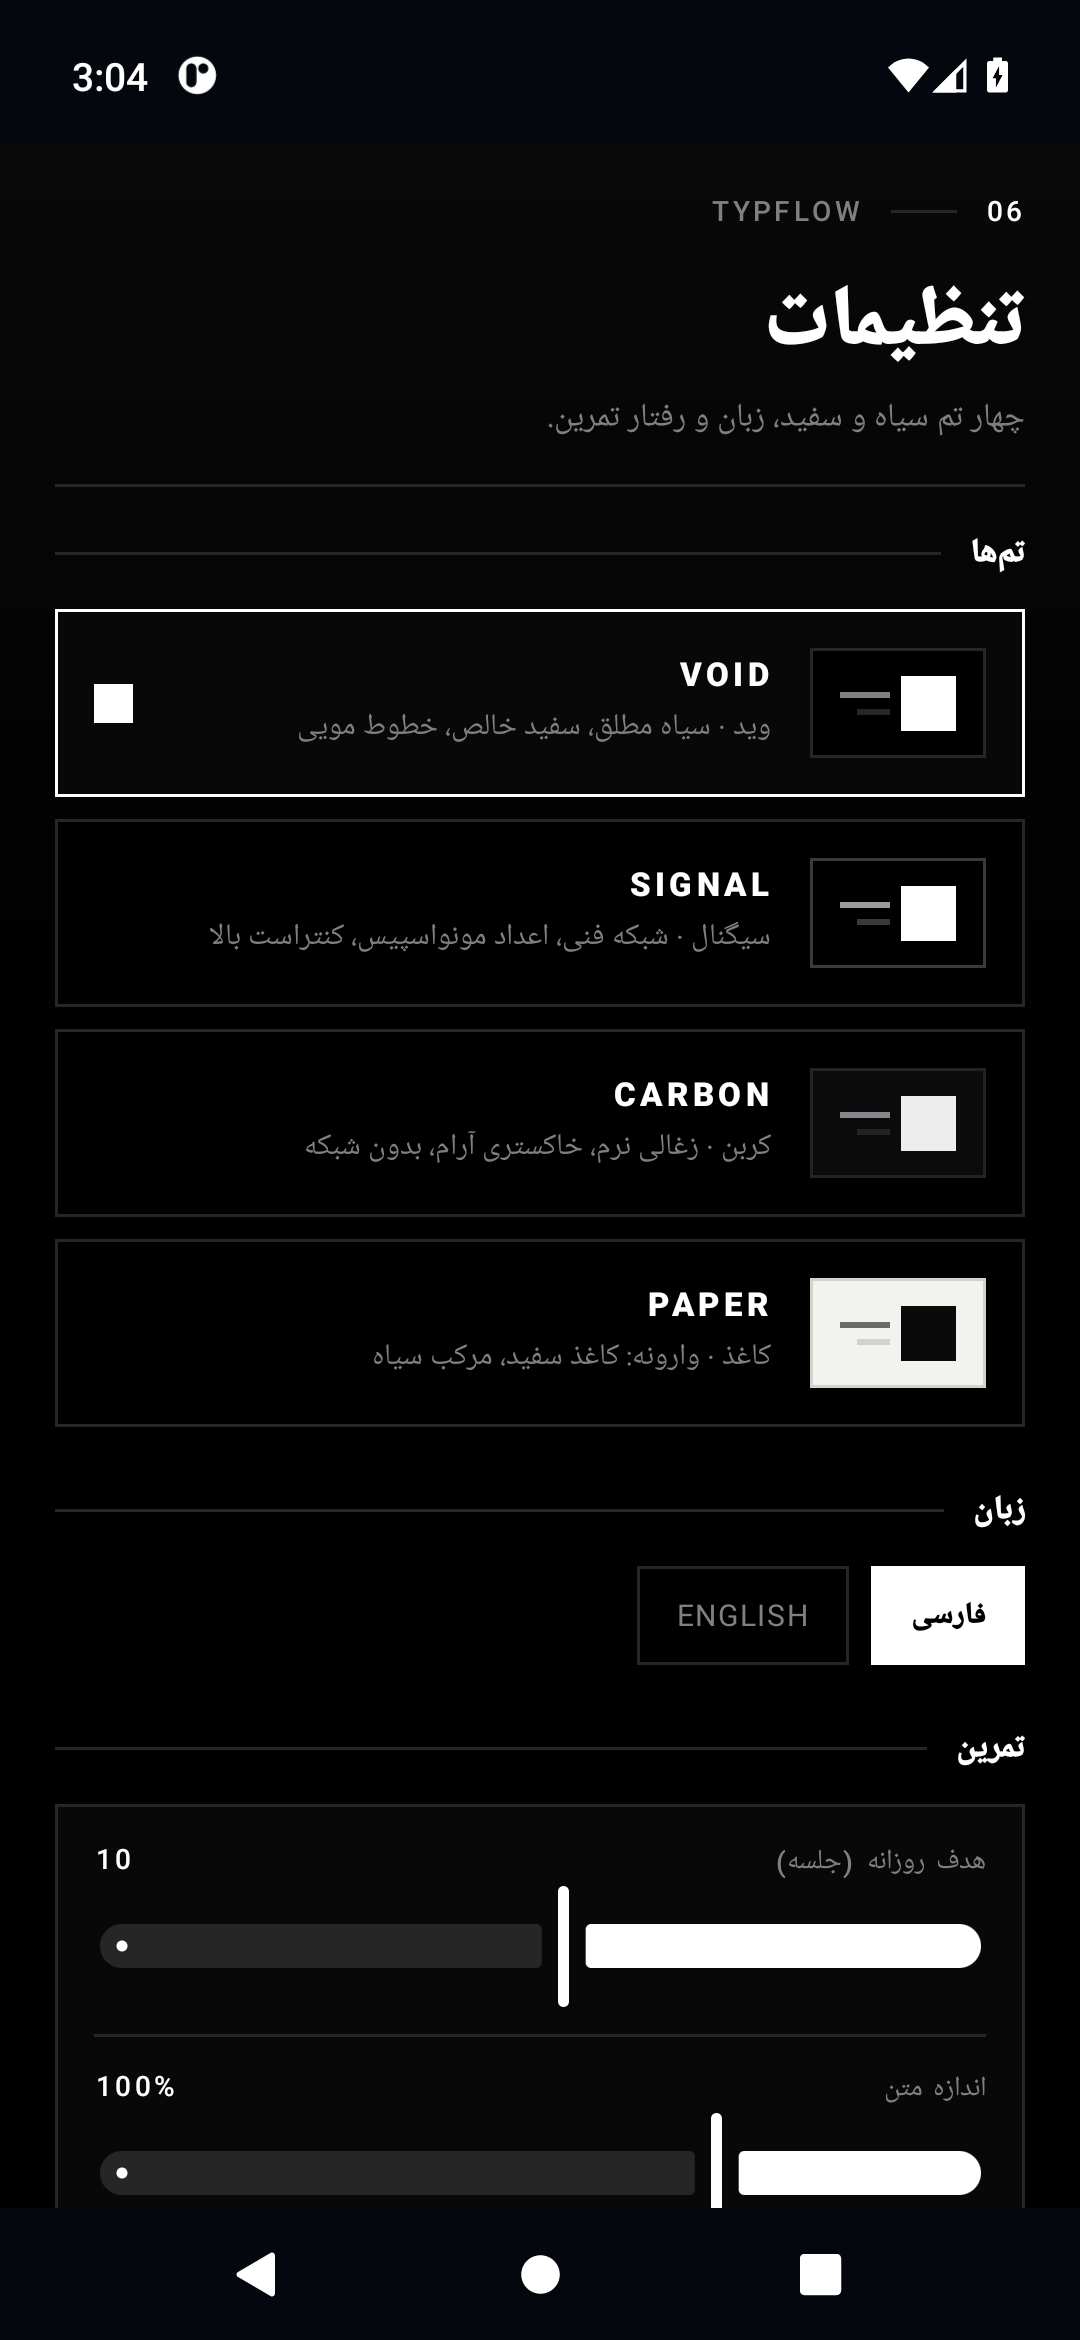 3:04
06 TYPFLOW
تنظیمات
چهار تم سیاه و سفید، زبان و رفتار تمرین.
تم‌ها
VOID
وید · سیاه مطلق، سفید خالص، خطوط مویی
SIGNAL
سیگنال · شبکه فنی، اعداد مونواسپیس، کنتراست بالا
CARBON
کربن · زغالی نرم، خاکستری آرام، بدون شبکه
PAPER
کاغذ · وارونه: کاغذ سفید، مرکب سیاه
زبان
فارسی ENGLISH
تمرین
هدف روزانه (جلسه) 10
اندازه متن 100%